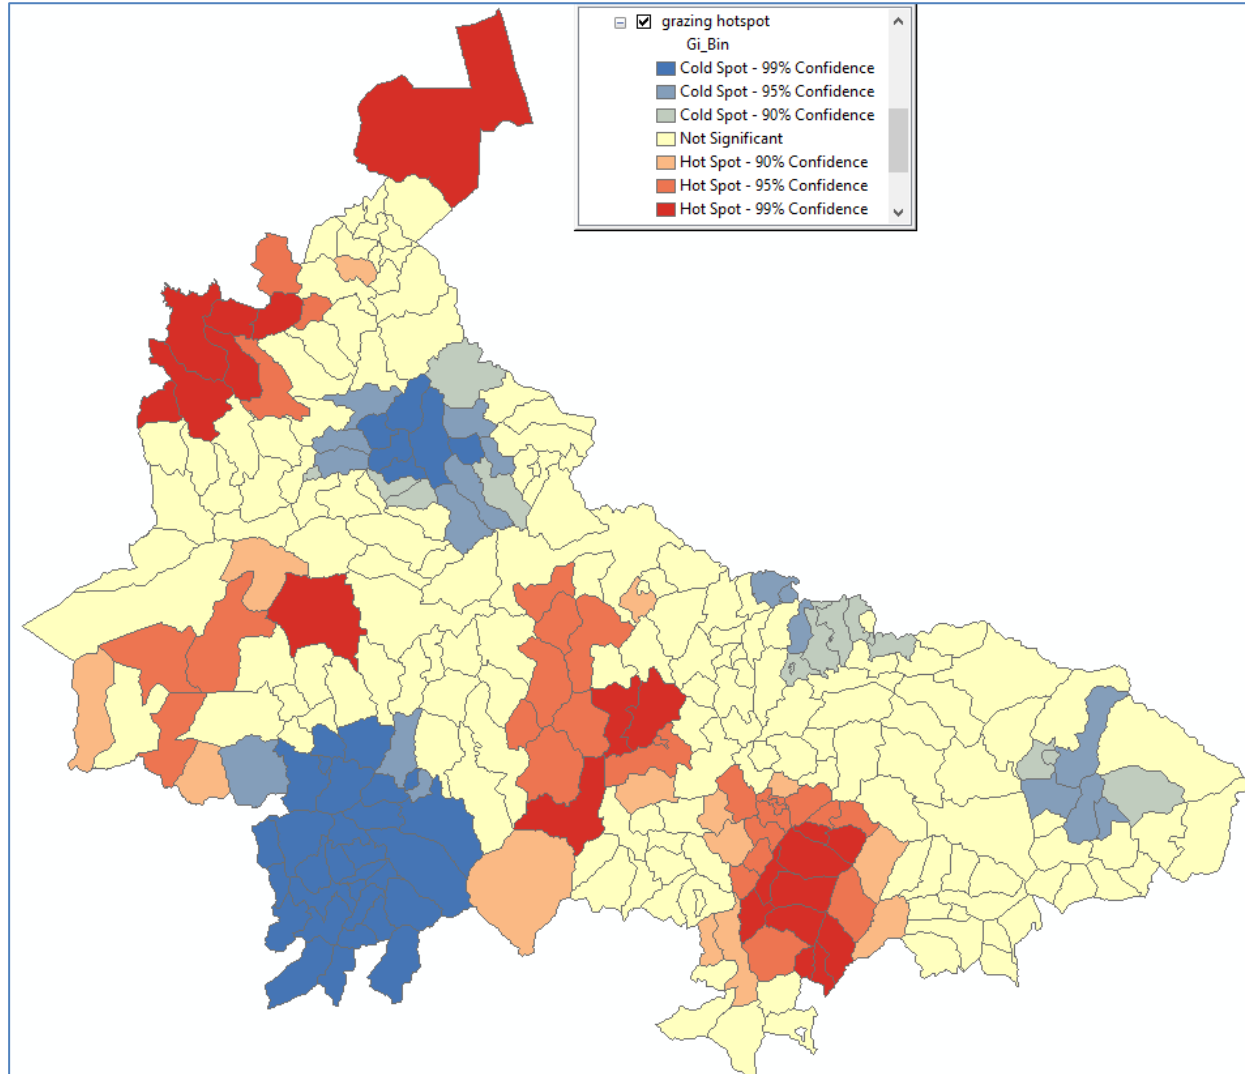 grazing hotspot
Gi_Bin
Cold Spot - 99% Confidence
Cold Spot - 95% Confidence
Cold Spot - 90% Confidence
Not Significant
Hot Spot - 90% Confidence
Hot Spot - 95% Confidence
Hot Spot - 99% Confidence